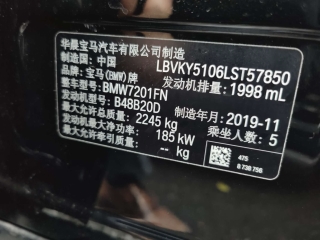 华晨宝马汽车有限公司制造
制造国: 中国 LBVKY5106LST57850
品牌: 宝马(BMW)牌 发动机排量: 1998 mL
整车型号: BMW7201FN
发动机型号: B48B20D 制造年月: 2019-11
最大允许总质量: 2245 kg 乘坐人数: 5
发动机最大净功率: 185 kW
最大允许牵引质量: -- kg
475
8 738 756